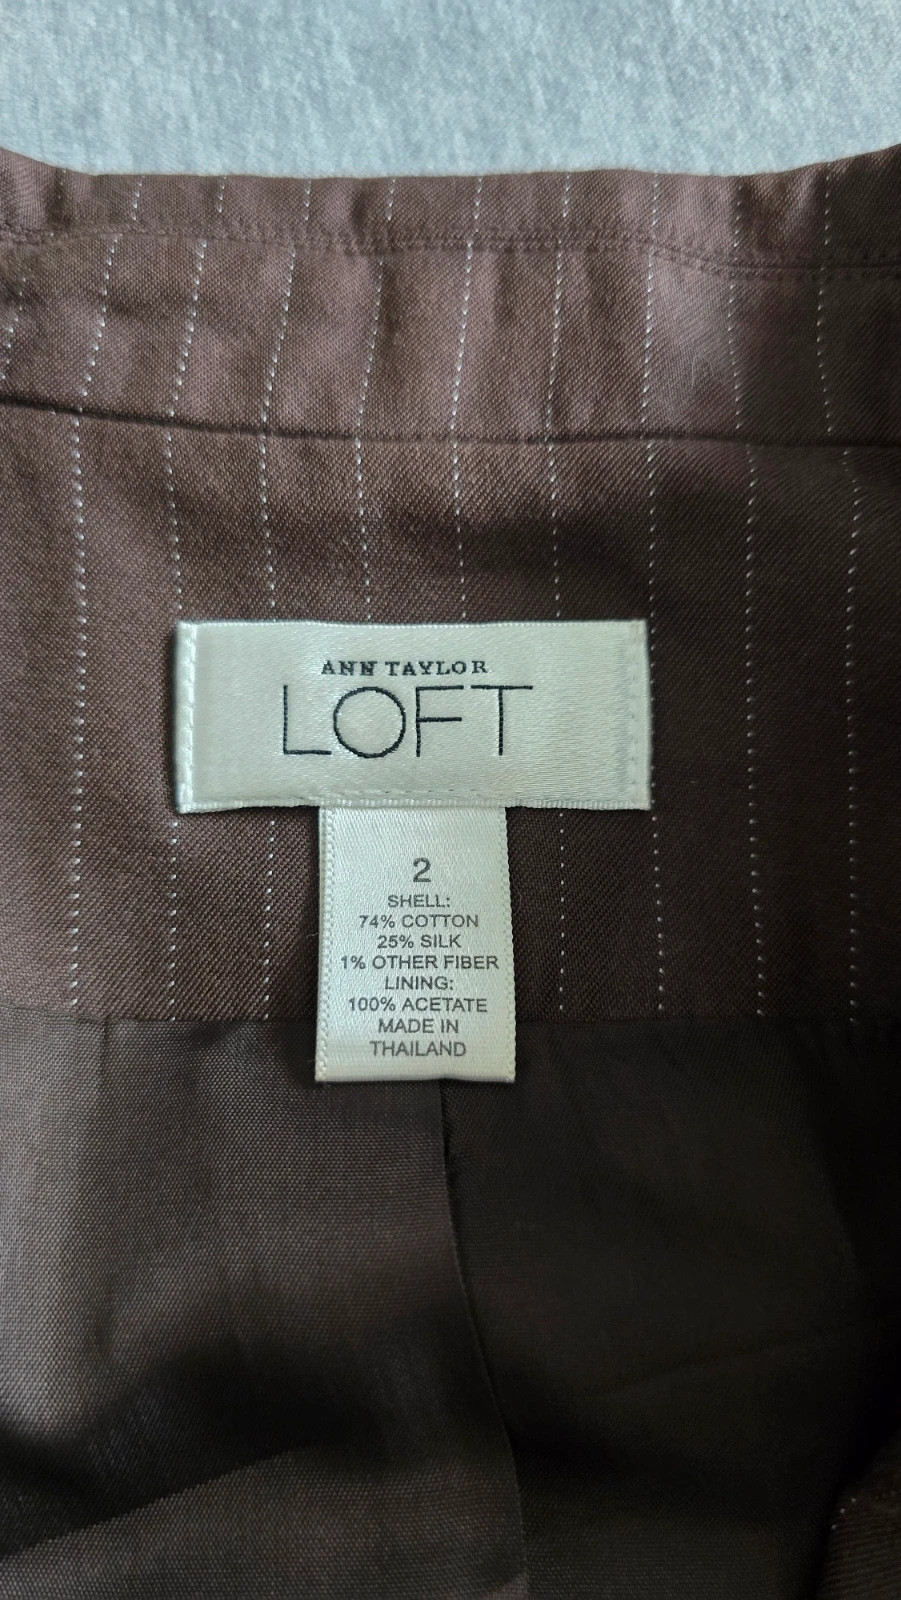 ANN TAYLOR
LOFT
2
SHELL:
74% COTTON
25% SILK
1% OTHER FIBER
LINING:
100% ACETATE
MADE IN
THAILAND